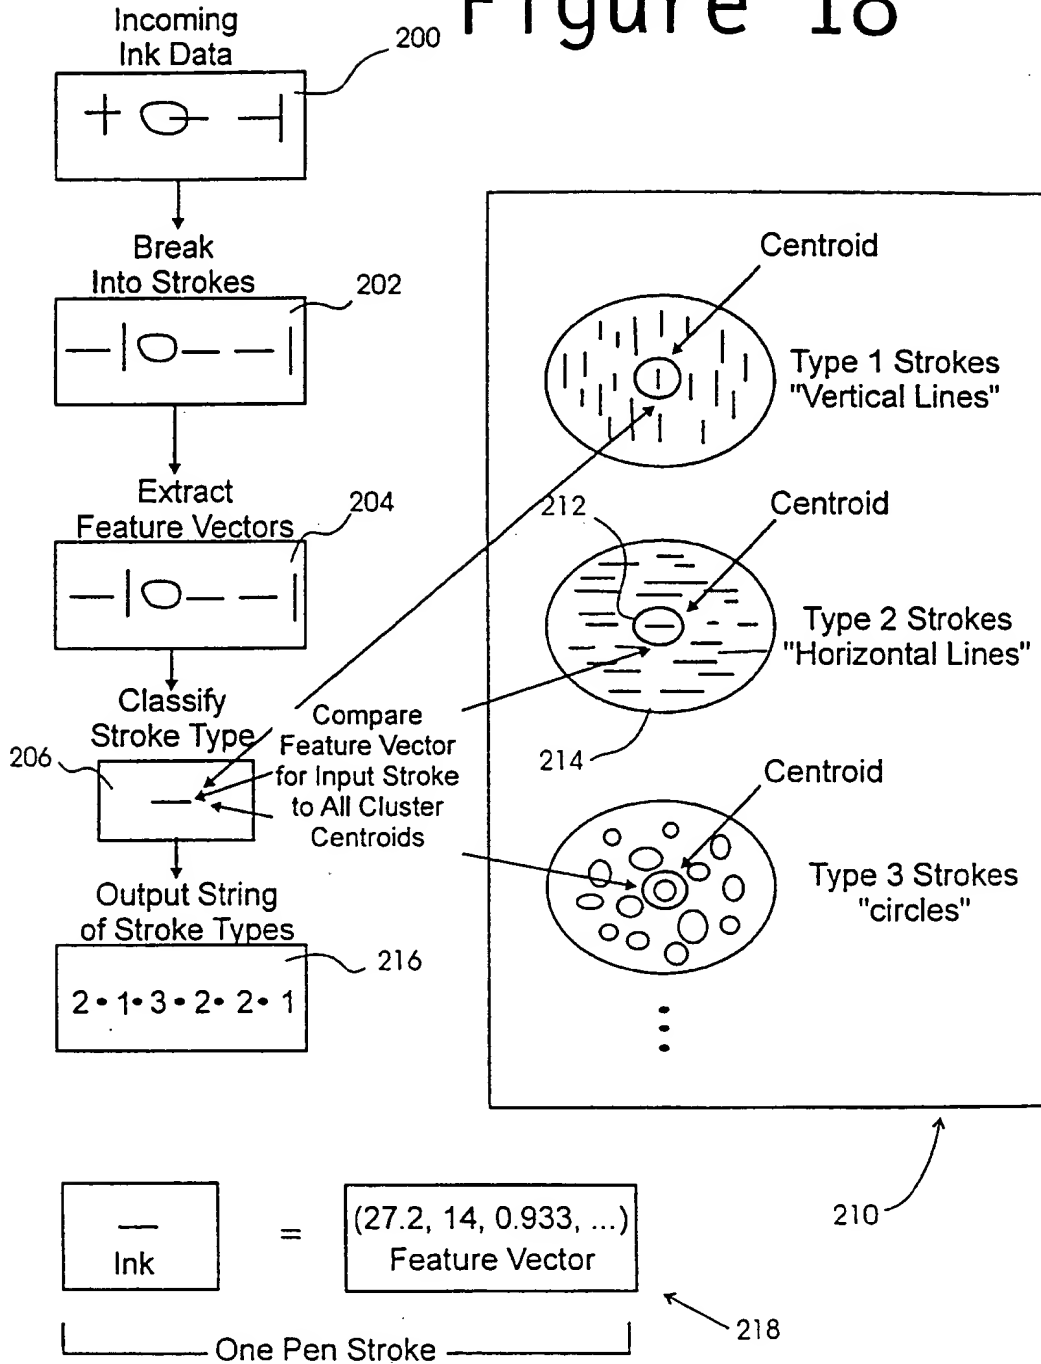 Figure 18
Incoming
Ink Data
200
Break
Into Strokes
202
Extract
Feature Vectors
204
Classify
Stroke Type
206
Compare
Feature Vector
for Input Stroke
to All Cluster
Centroids
Output String
of Stroke Types
216
2 • 1 • 3 • 2 • 2 • 1
Centroid
Type 1 Strokes
"Vertical Lines"
212
Centroid
Type 2 Strokes
"Horizontal Lines"
214
Centroid
Type 3 Strokes
"circles"
210
Ink
=
(27.2, 14, 0.933, ...)
Feature Vector
218
One Pen Stroke